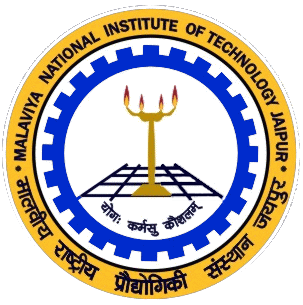 • MALAVIYA NATIONAL INSTITUTE OF TECHNOLOGY JAIPUR •
योगः कर्मसु कौशलम्
मालवीय राष्ट्रीय प्रौद्योगिकी संस्थान जयपुर